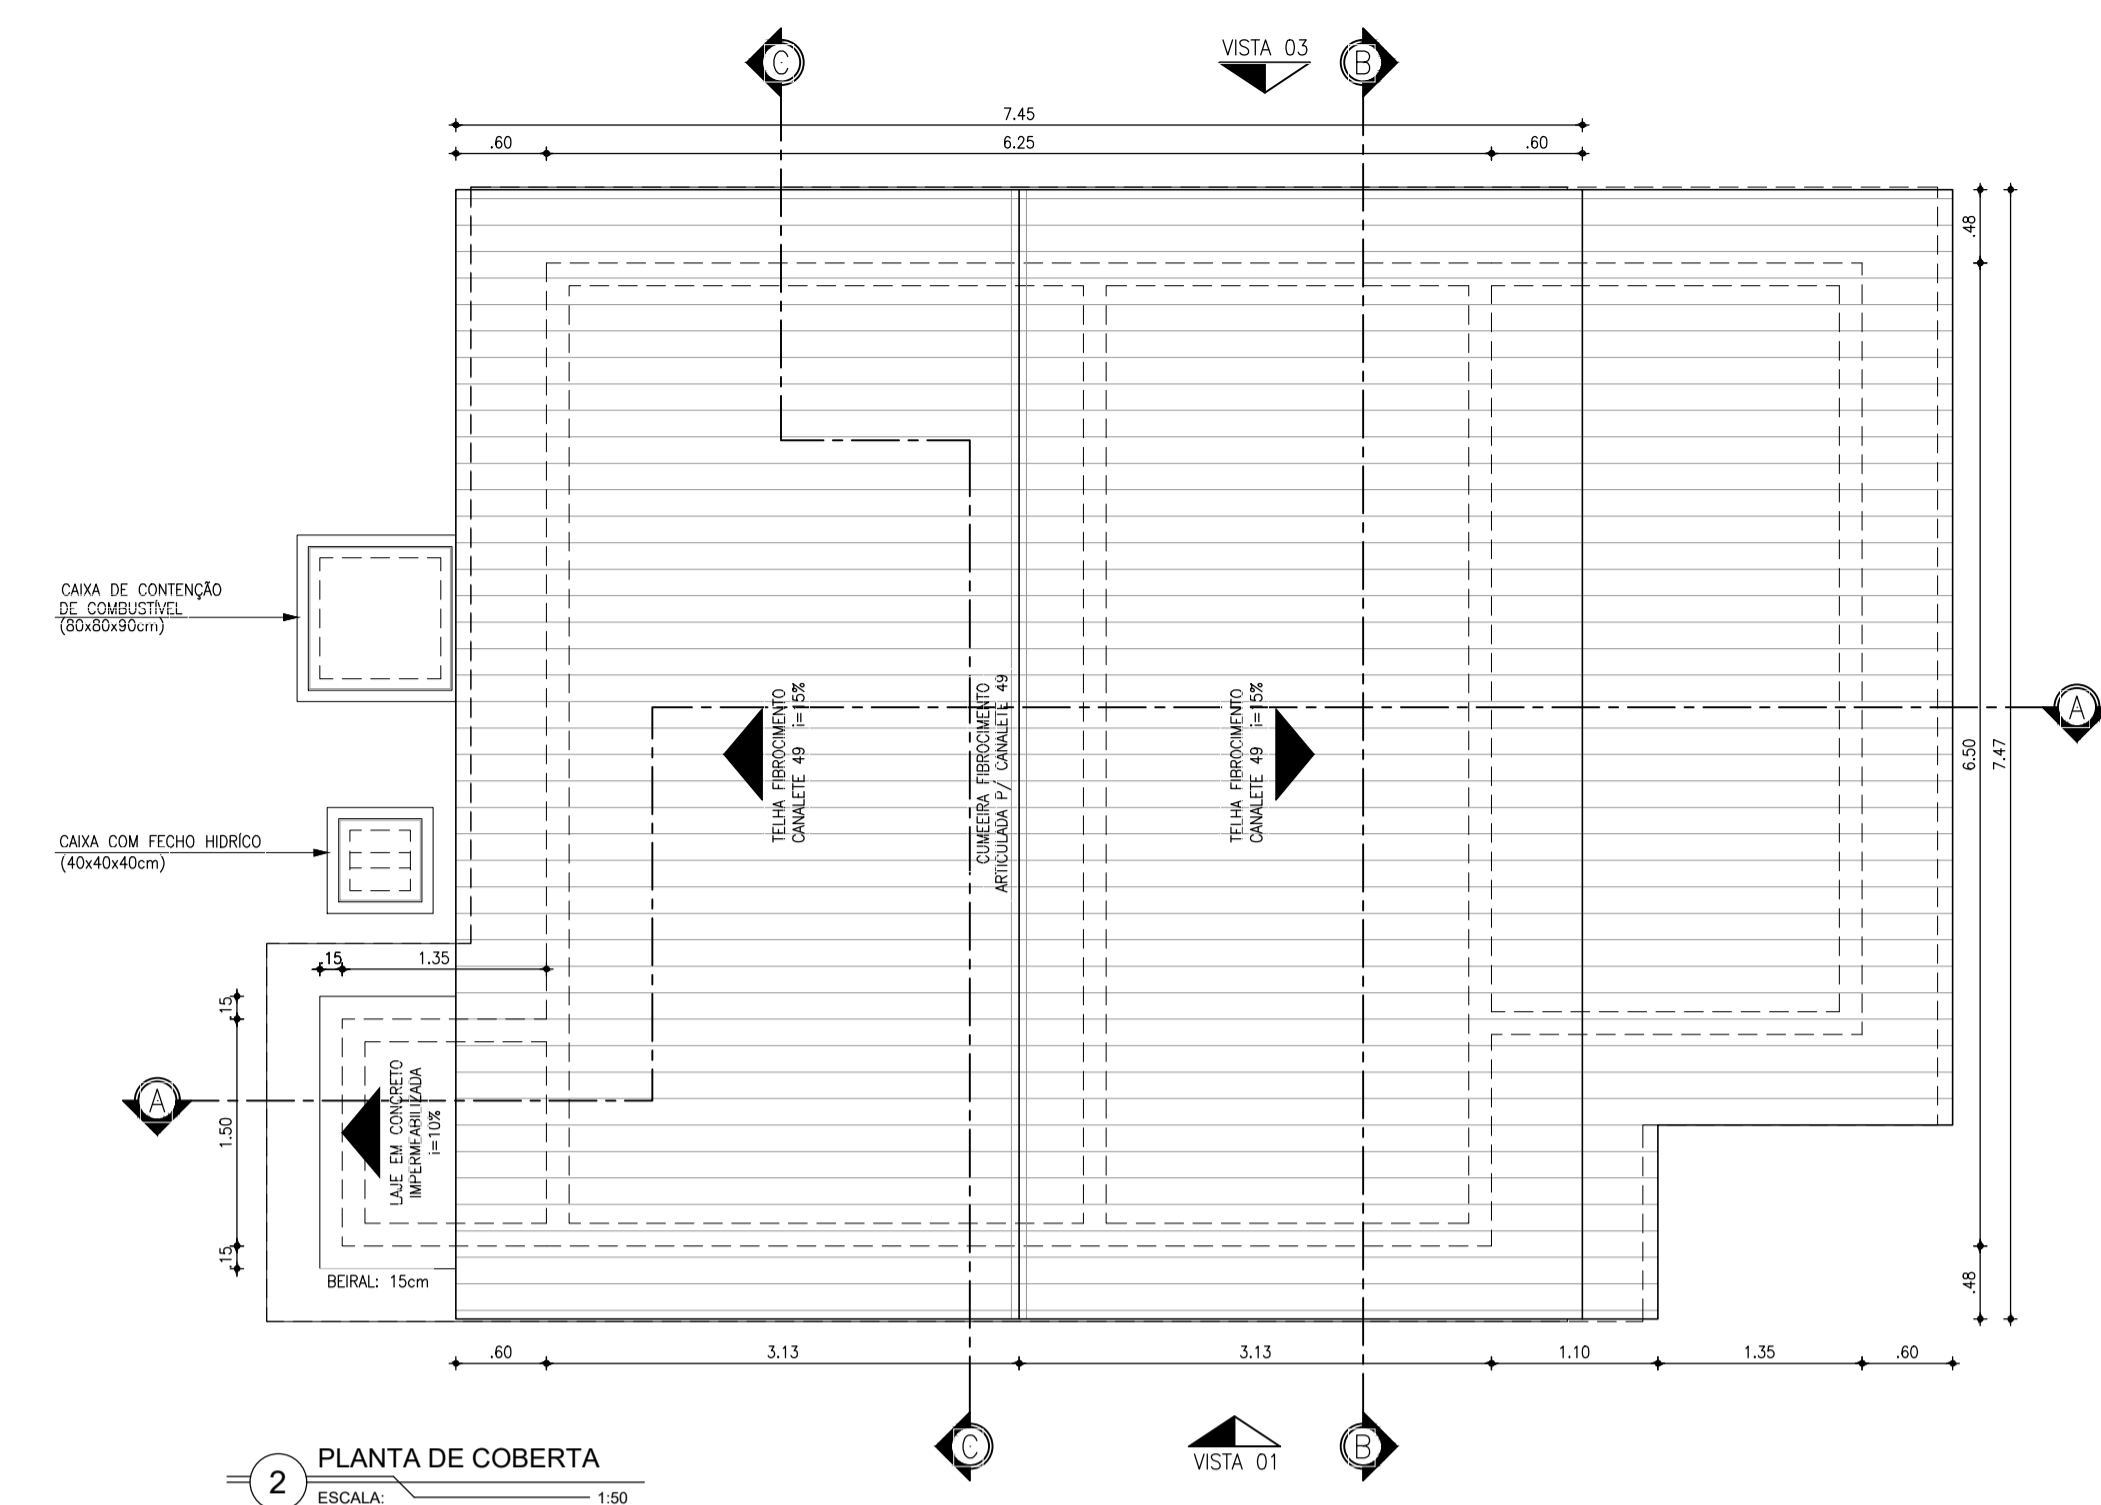 C
VISTA 03
B
7.45
.60
6.25
.60
.48
CAIXA DE CONTENÇÃO
DE COMBUSTÍVEL
(80x80x90cm)
TELHA FIBROCIMENTO
CANALETE 49 i=15%
CUMEEIRA FIBROCIMENTO
ARTICULADA P/ CANALETE 49
TELHA FIBROCIMENTO
CANALETE 49 i=15%
A
6.50
7.47
CAIXA COM FECHO HIDRÍCO
(40x40x40cm)
.15
1.35
.15
A
1.50
LAJE EM CONCRETO
IMPERMEABILIZADA
i=10%
.15
BEIRAL: 15cm
.48
.60
3.13
3.13
1.10
1.35
.60
C
VISTA 01
B
2
PLANTA DE COBERTA
ESCALA:
1:50